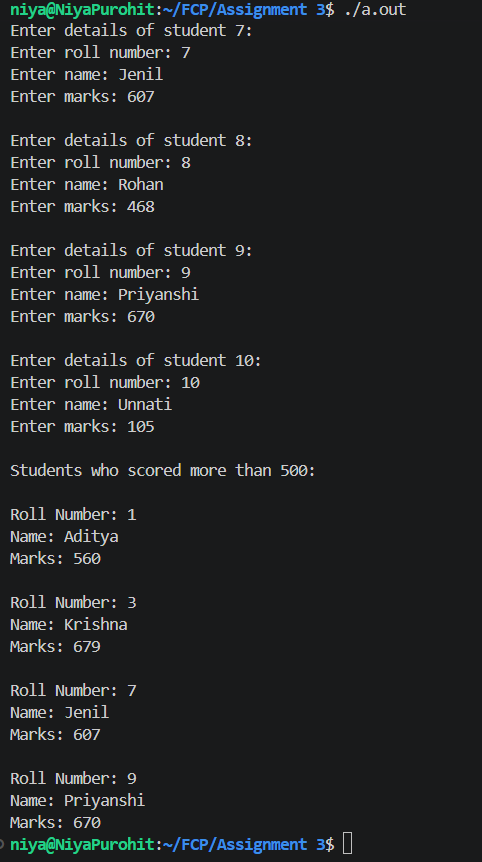 niya@NiyaPurohit:~/FCP/Assignment 3$ ./a.out
Enter details of student 7:
Enter roll number: 7
Enter name: Jenil
Enter marks: 607

Enter details of student 8:
Enter roll number: 8
Enter name: Rohan
Enter marks: 468

Enter details of student 9:
Enter roll number: 9
Enter name: Priyanshi
Enter marks: 670

Enter details of student 10:
Enter roll number: 10
Enter name: Unnati
Enter marks: 105

Students who scored more than 500:

Roll Number: 1
Name: Aditya
Marks: 560

Roll Number: 3
Name: Krishna
Marks: 679

Roll Number: 7
Name: Jenil
Marks: 607

Roll Number: 9
Name: Priyanshi
Marks: 670
niya@NiyaPurohit:~/FCP/Assignment 3$